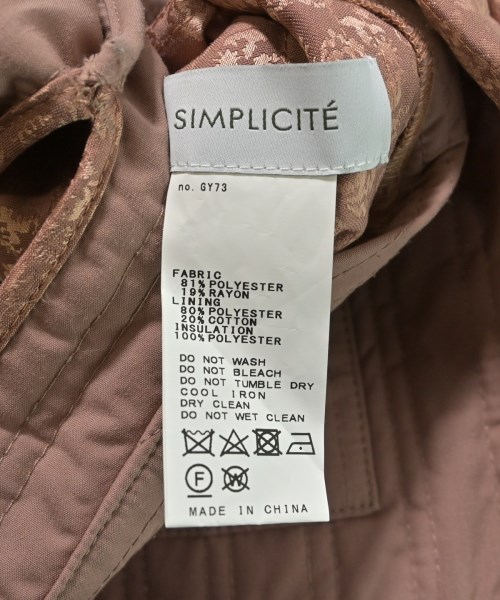 SIMPLICITÉ
no. GY73
FABRIC
81%POLYESTER
19%RAYON
LINING
80%POLYESTER
20%COTTON
INSULATION
100%POLYESTER
DO NOT WASH
DO NOT BLEACH
DO NOT TUMBLE DRY
COOL IRON
DRY CLEAN
DO NOT WET CLEAN
F W
MADE IN CHINA